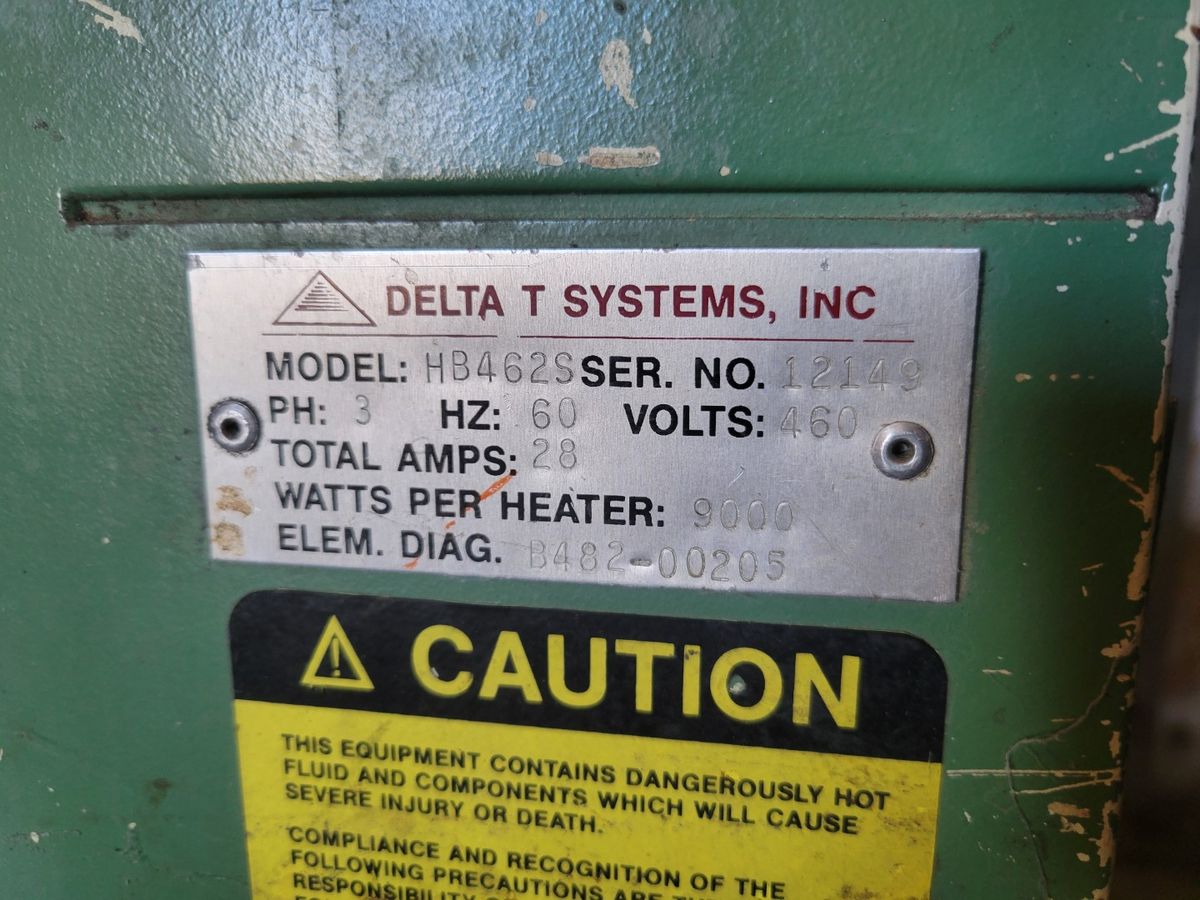 DELTA T SYSTEMS, INC
MODEL: HB462S SER. NO. 12149
PH: 3 HZ: 60 VOLTS: 460
TOTAL AMPS: 28
WATTS PER HEATER: 9000
ELEM. DIAG. B482-00205
CAUTION
THIS EQUIPMENT CONTAINS DANGEROUSLY HOT
FLUID AND COMPONENTS WHICH WILL CAUSE
SEVERE INJURY OR DEATH.
COMPLIANCE AND RECOGNITION OF THE
FOLLOWING PRECAUTIONS ARE
RESPONSIBILITY